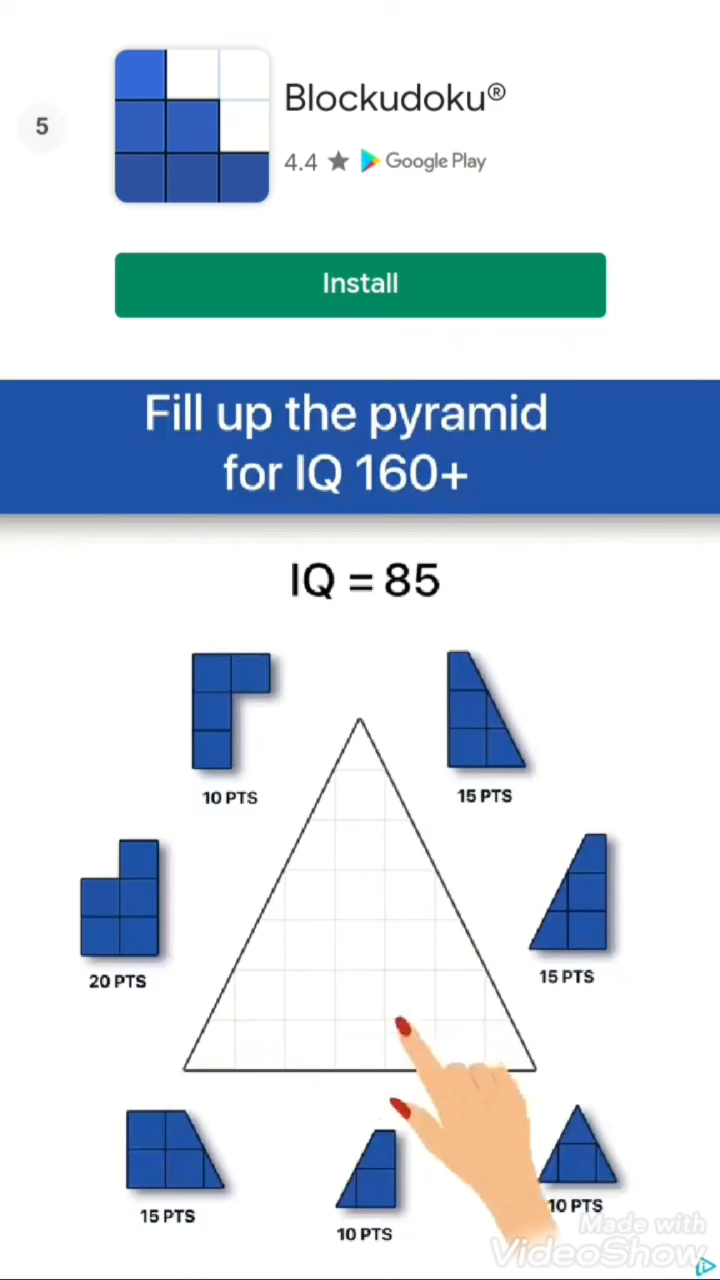 5
Blockudoku®
4.4 ★ Google Play
Install
Fill up the pyramid
for IQ 160+
IQ = 85
10 PTS
15 PTS
20 PTS
15 PTS
15 PTS
10 PTS
10 PTS
Made with
VideoShow